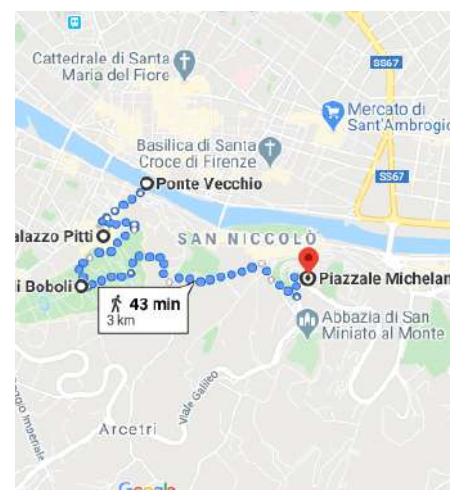 SS67
Cattedrale di Santa
Maria del Fiore
Mercato di
Sant'Ambrogio
Basilica di Santa
Croce di Firenze
SS67
Ponte Vecchio
alazzo Pitti
SAN NICCOLÒ
i Boboli
Piazzale Michelan
43 min
3 km
Abbazia di San
Miniato al Monte
Viale Galileo
ggio Imperiale
Arcetri
Google